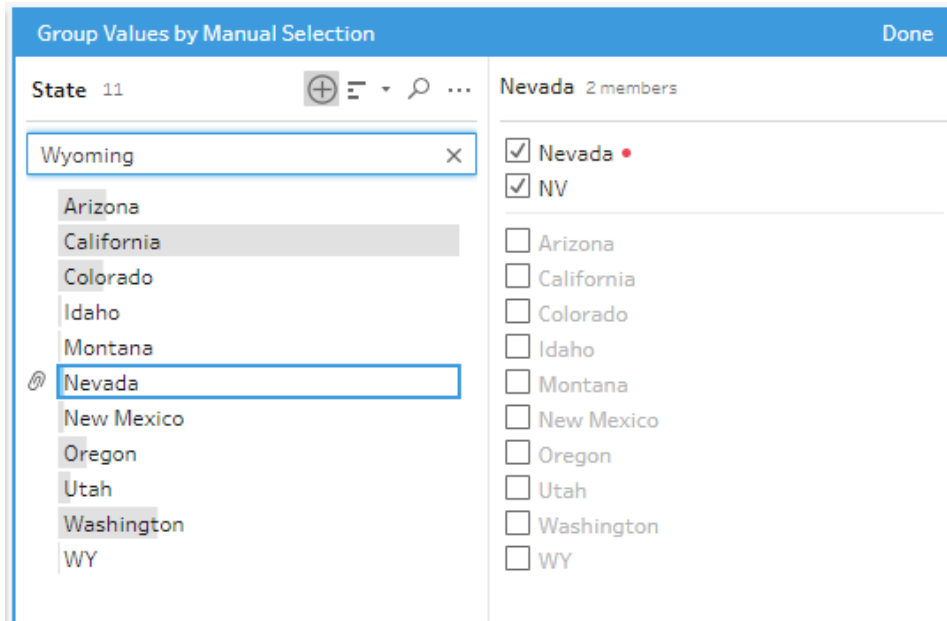 Group Values by Manual Selection Done
State 11
Wyoming
Arizona
California
Colorado
Idaho
Montana
Nevada
New Mexico
Oregon
Utah
Washington
WY
Nevada 2 members
Nevada
NV
Arizona
California
Colorado
Idaho
Montana
New Mexico
Oregon
Utah
Washington
WY